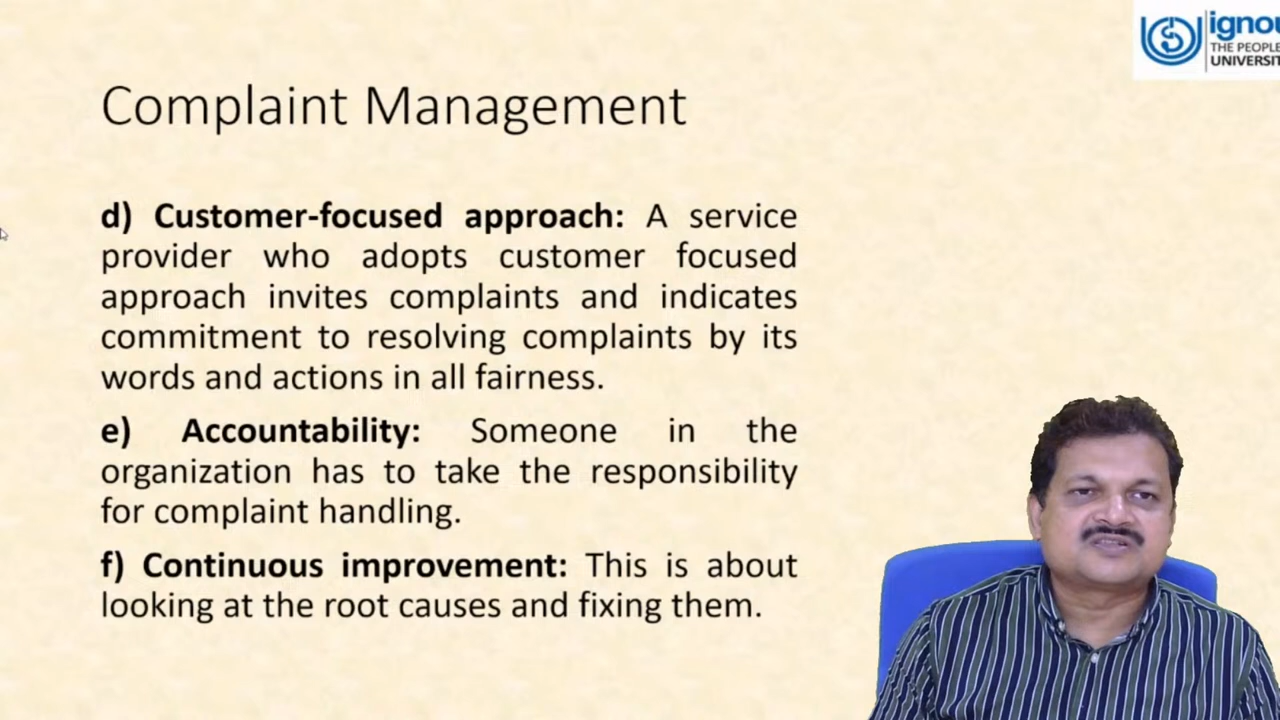 ignou
THE PEOPLE
UNIVERSIT
Complaint Management
d) Customer-focused approach: A service
provider who adopts customer focused
approach invites complaints and indicates
commitment to resolving complaints by its
words and actions in all fairness.
e) Accountability: Someone in the
organization has to take the responsibility
for complaint handling.
f) Continuous improvement: This is about
looking at the root causes and fixing them.